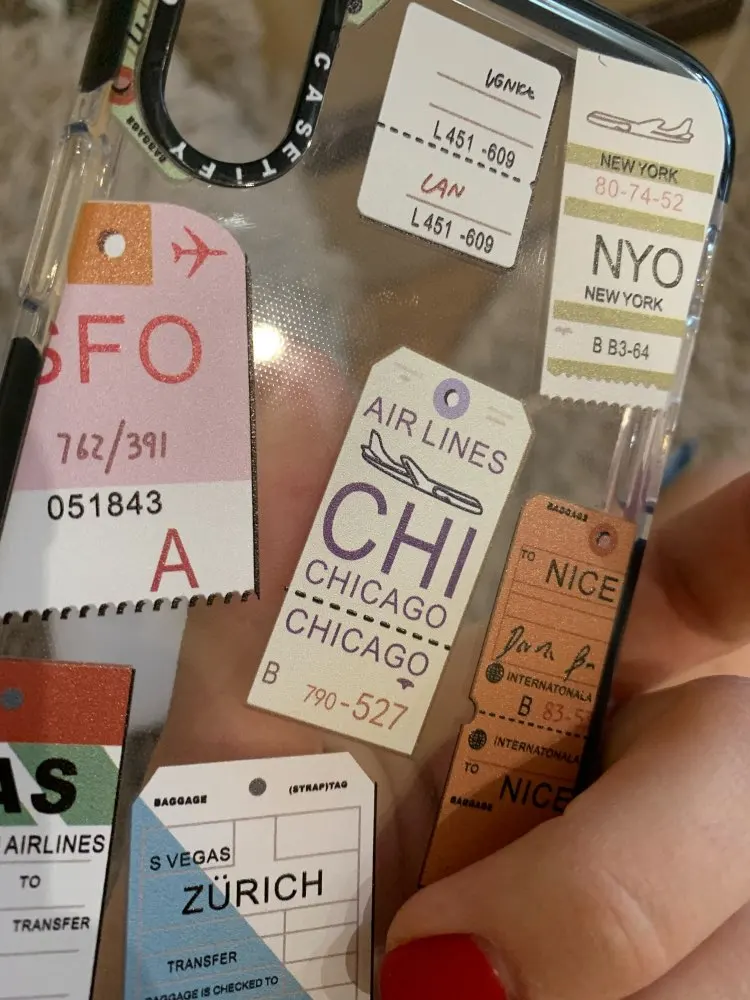 CASETIFY
BAGGAGE
L451 -609
LAN
L451 -609
NEW YORK
80-74-52
NYO
NEW YORK
B B3-64
SFO
762/391
051843
A
AIR LINES
CHI
CHICAGO
CHICAGO
B 790-527
BAGGAGE
TO NICE
INTERNATONALA
B 83-5
INTERNATONALA
TO NICE
BAGGAGE
AS
AIRLINES
TO
TRANSFER
BAGGAGE (STRAP)TAG
S VEGAS
ZÜRICH
TRANSFER
BAGGAGE IS CHECKED TO